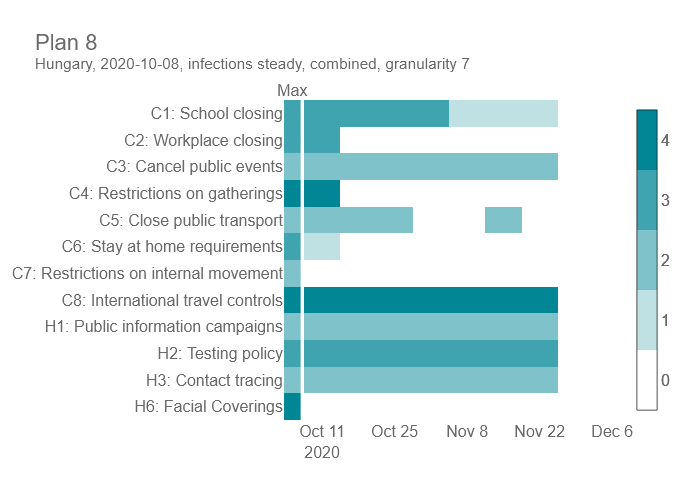 Plan 8
Hungary, 2020-10-08, infections steady, combined, granularity 7
Max
C1: School closing
C2: Workplace closing
C3: Cancel public events
C4: Restrictions on gatherings
C5: Close public transport
C6: Stay at home requirements
C7: Restrictions on internal movement
C8: International travel controls
H1: Public information campaigns
H2: Testing policy
H3: Contact tracing
H6: Facial Coverings
Oct 11 Oct 25 Nov 8 Nov 22 Dec 6
2020
4
3
2
1
0